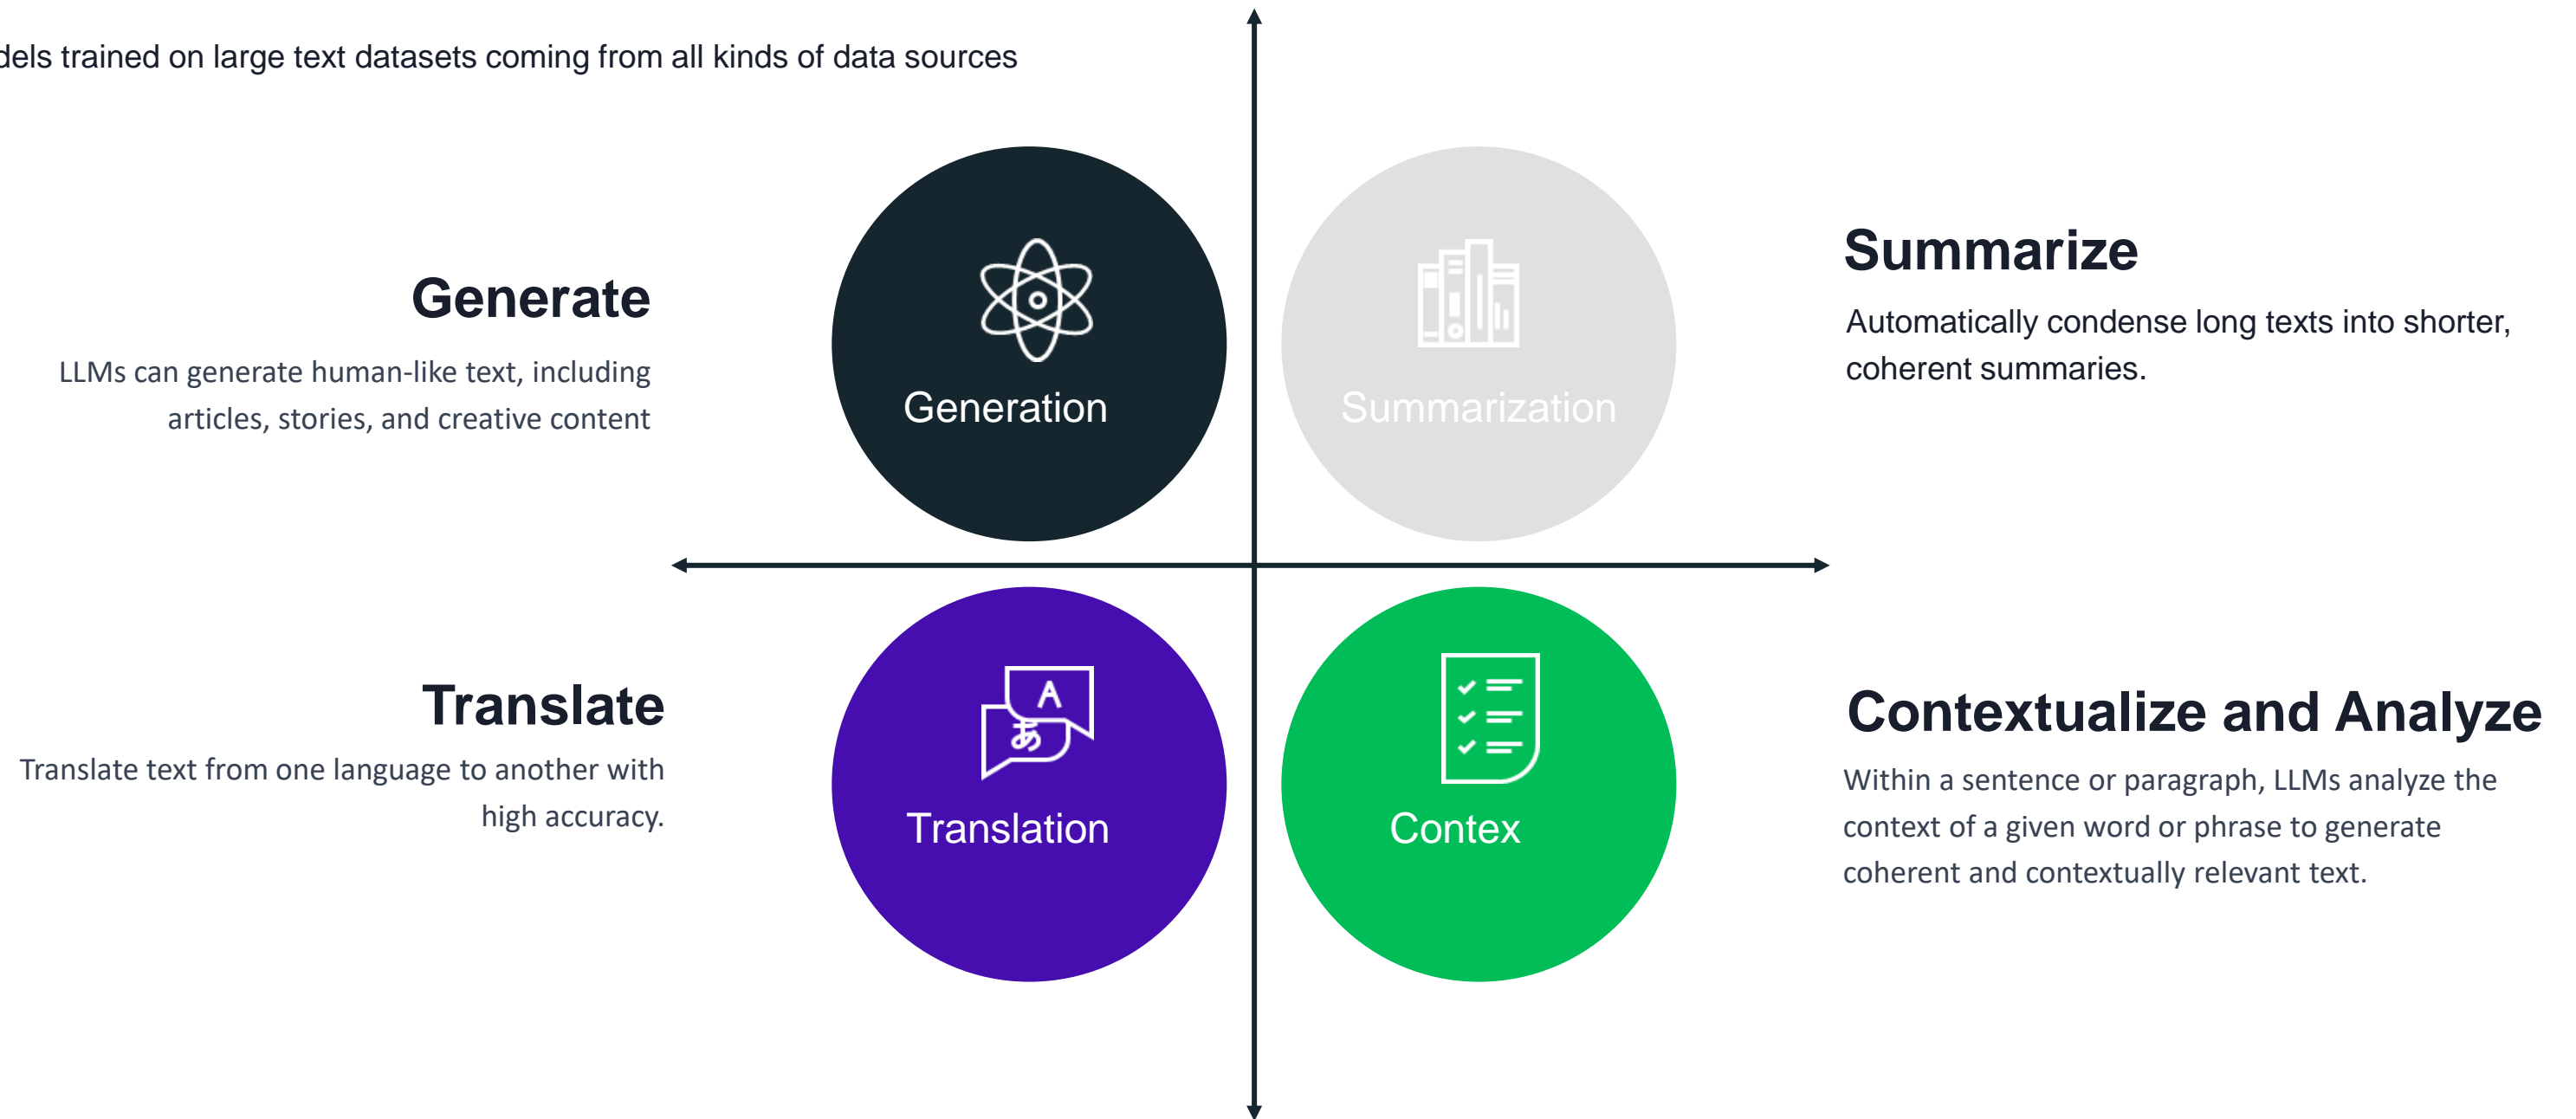 dels trained on large text datasets coming from all kinds of data sources
Generate
LLMs can generate human-like text, including
articles, stories, and creative content
Generation
Summarization
Summarize
Automatically condense long texts into shorter,
coherent summaries.
Translate
Translate text from one language to another with
high accuracy.
A
あ
Translation
Contex
Contextualize and Analyze
Within a sentence or paragraph, LLMs analyze the
context of a given word or phrase to generate
coherent and contextually relevant text.